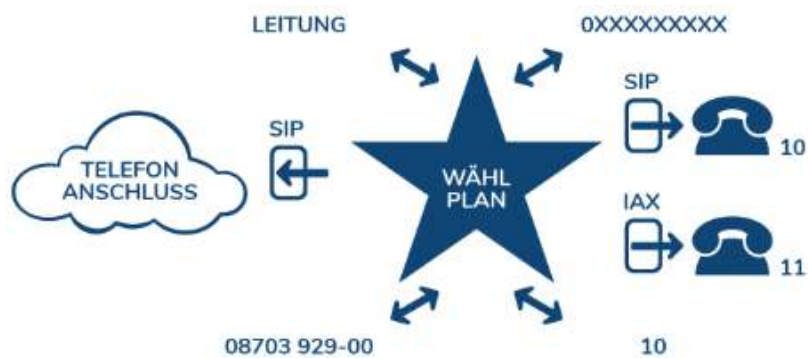 LEITUNG
0XXXXXXXXX
SIP
SIP
TELEFON
ANSCHLUSS
WÄHL
PLAN
10
IAX
11
08703 929-00
10